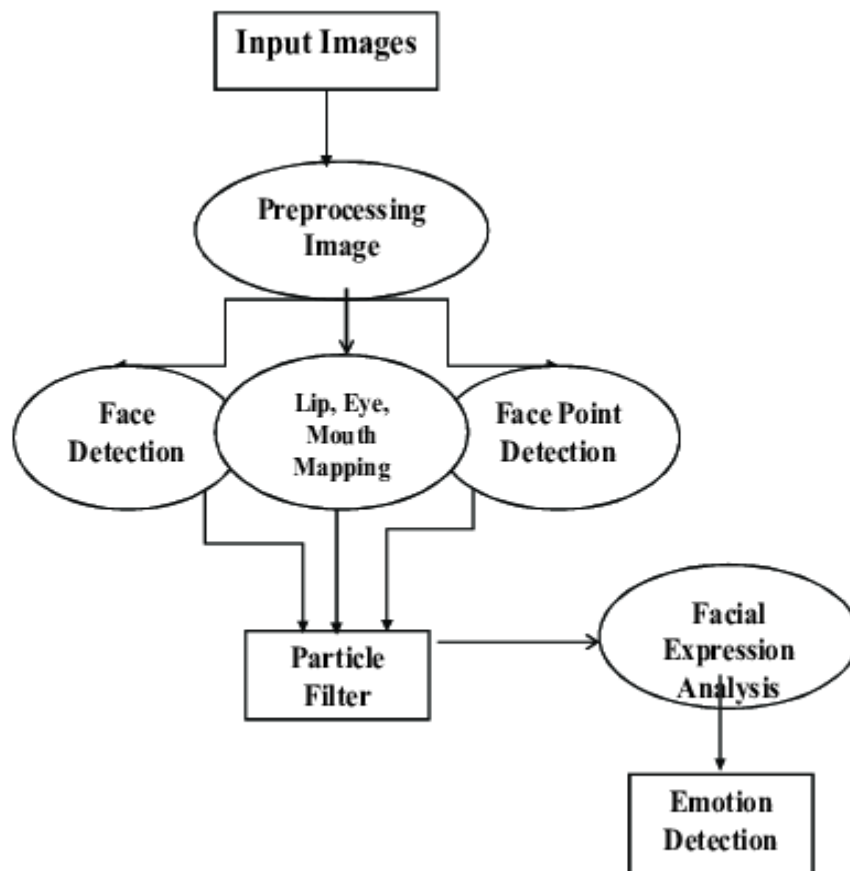 Input Images
Preprocessing
Image
Face
Detection
Lip, Eye,
Mouth
Mapping
Face Point
Detection
Particle
Filter
Facial
Expression
Analysis
Emotion
Detection